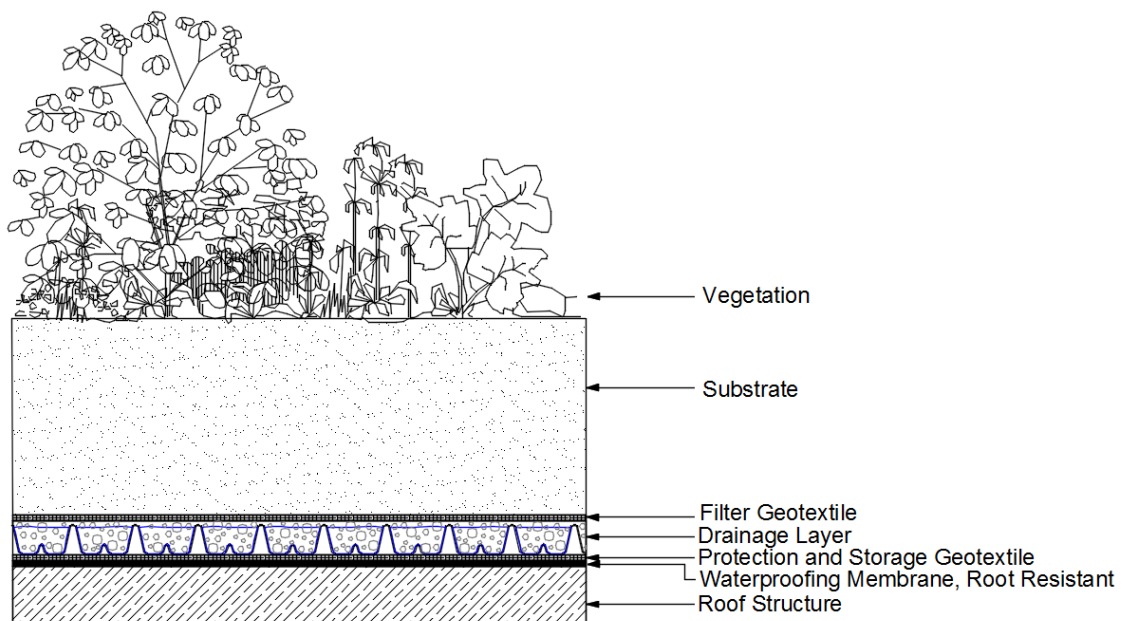 Vegetation
Substrate
Filter Geotextile
Drainage Layer
Protection and Storage Geotextile
Waterproofing Membrane, Root Resistant
Roof Structure